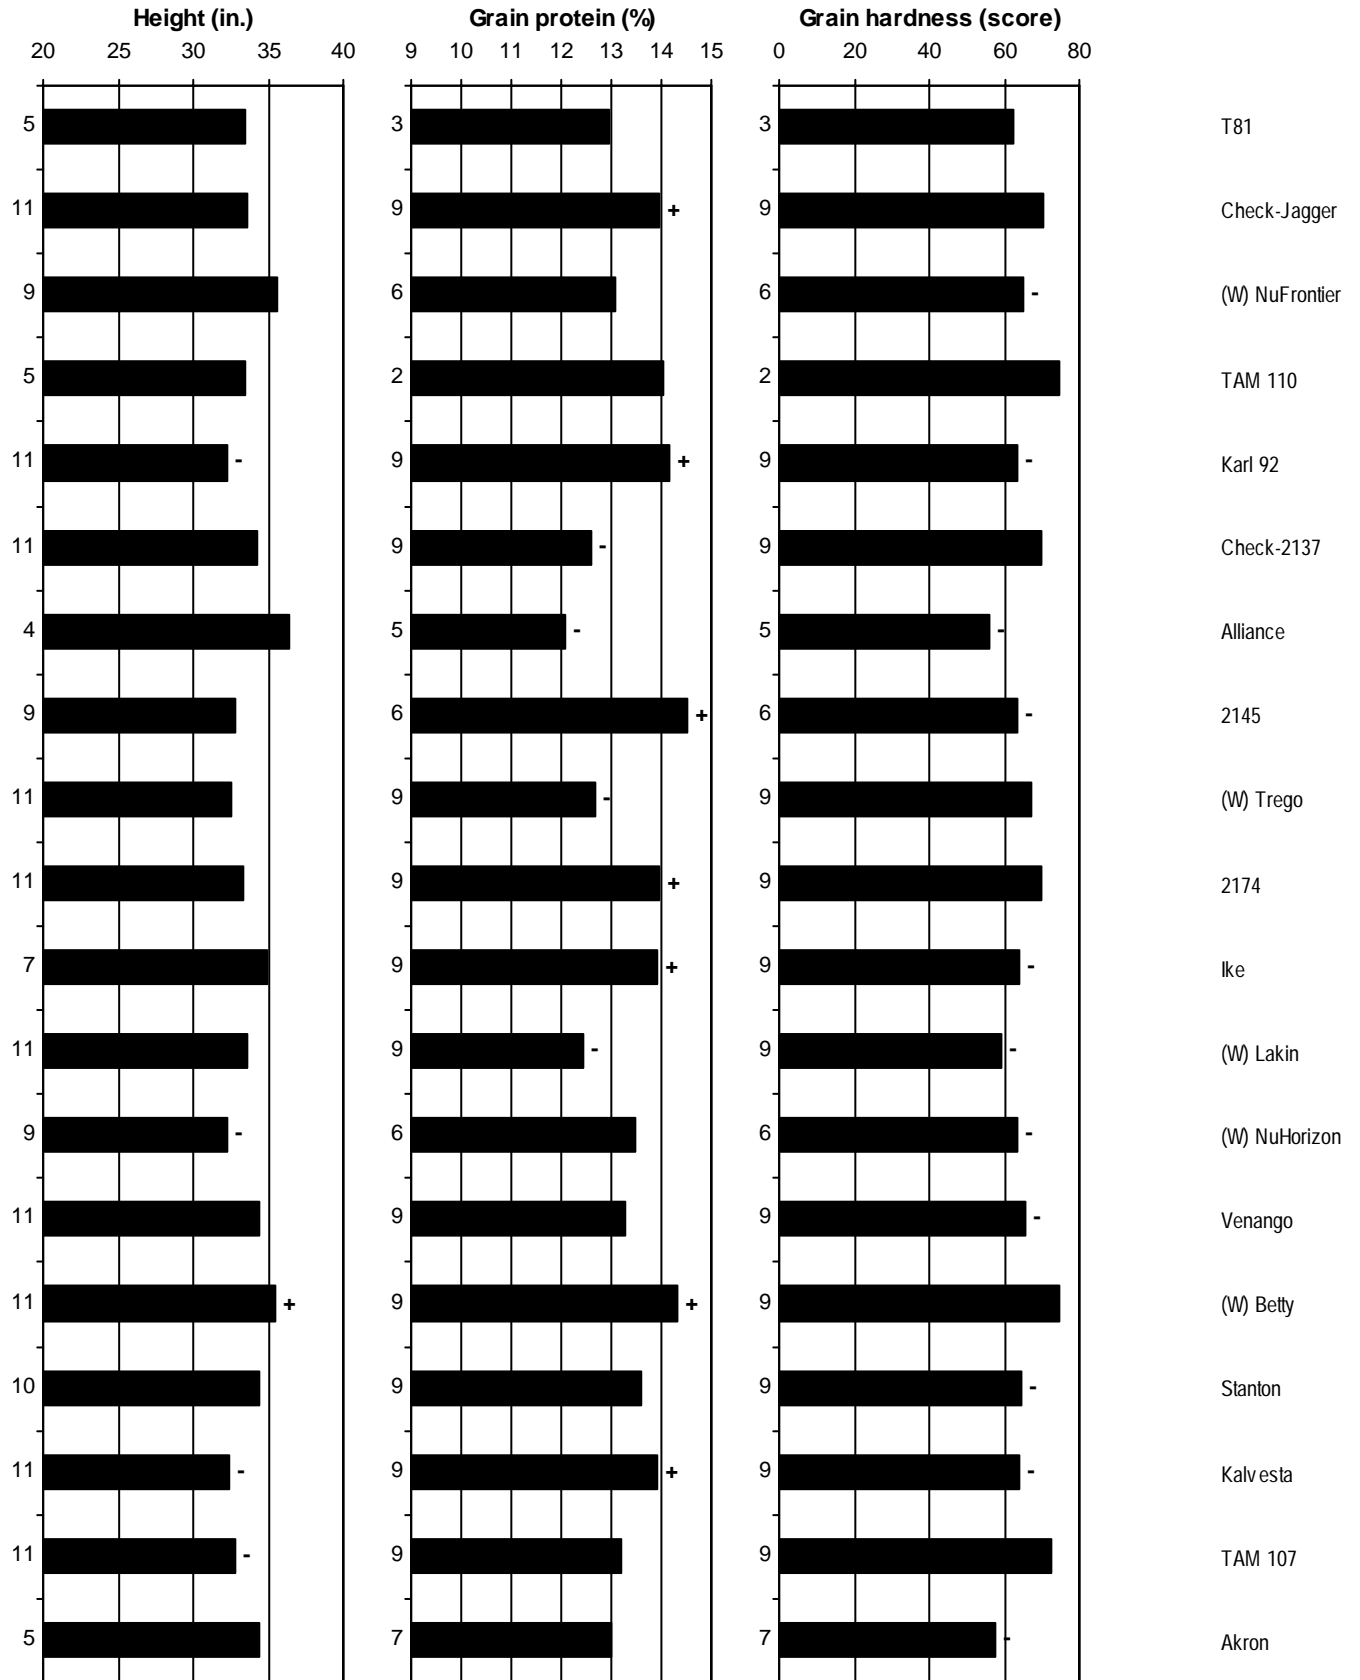 Height (in.) Grain protein (%) Grain hardness (score)
20 25 30 35 40 9 10 11 12 13 14 15 0 20 40 60 80
5 3 3 T81
11 9 + 9 Check-Jagger
9 6 6 - (W) NuFrontier
5 2 2 TAM 110
11 - 9 + 9 - Karl 92
11 9 - 9 Check-2137
4 5 - 5 - Alliance
9 6 + 6 - 2145
11 9 - 9 (W) Trego
11 9 + 9 2174
7 9 + 9 - Ike
11 9 - 9 - (W) Lakin
9 - 6 6 - (W) NuHorizon
11 9 9 - Venango
11 + 9 + 9 (W) Betty
10 9 9 - Stanton
11 - 9 + 9 - Kalvesta
11 - 9 9 TAM 107
5 7 7 - Akron